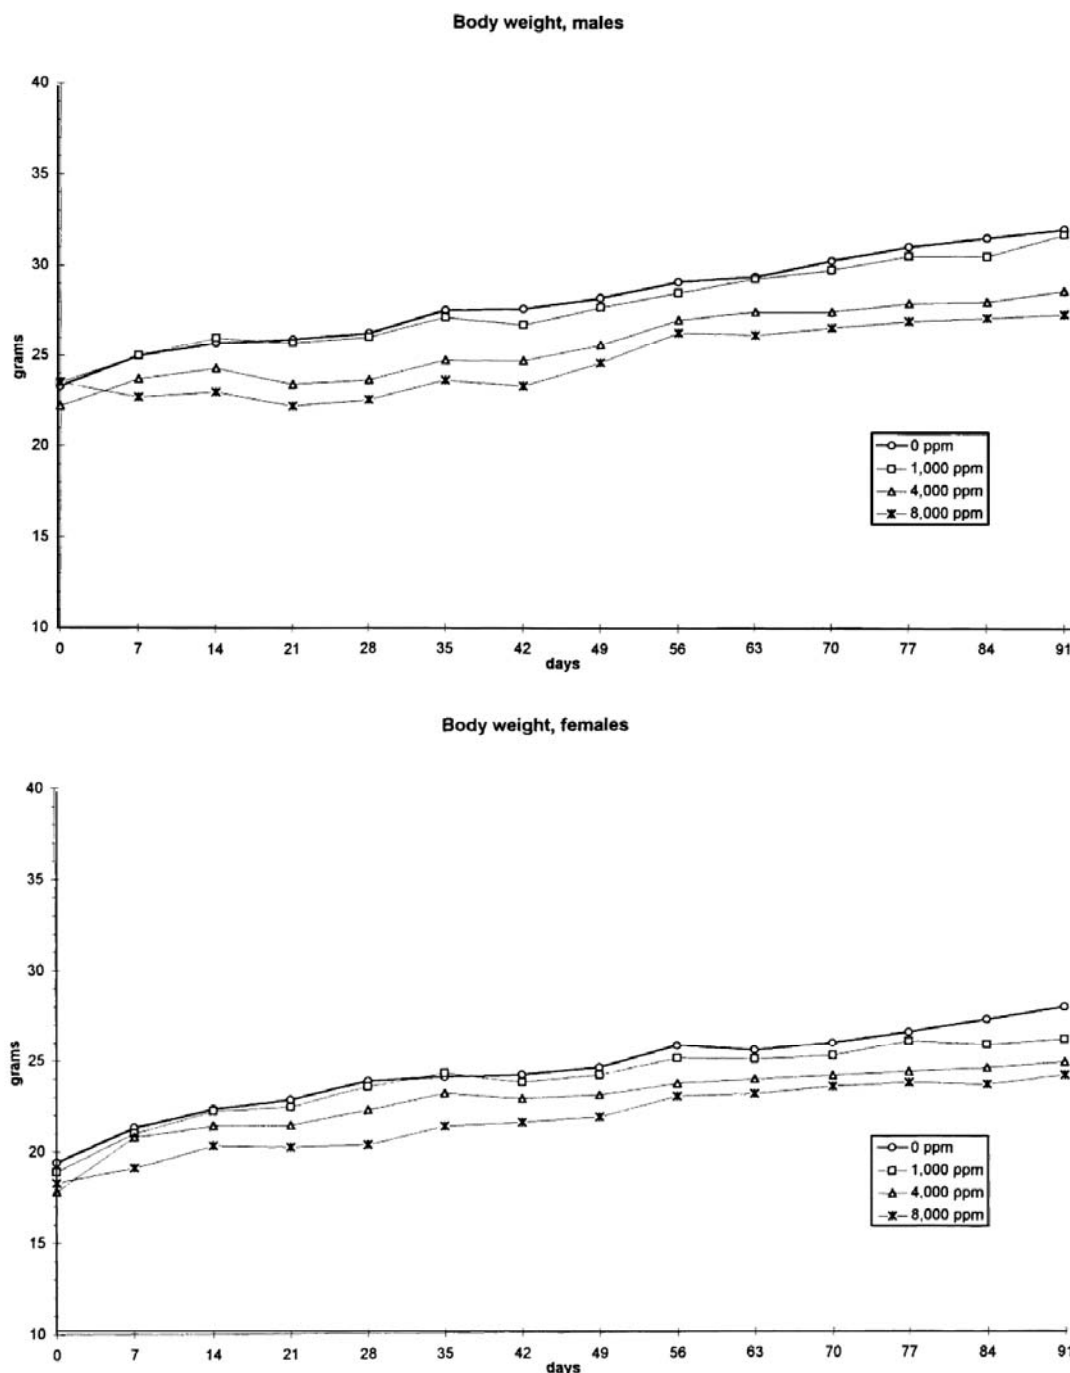 Body weight, males
40
35
30
25
20
15
10
grams
0 ppm
1,000 ppm
4,000 ppm
8,000 ppm
0 7 14 21 28 35 42 49 56 63 70 77 84 91
days
Body weight, females
40
35
30
25
20
15
10
grams
0 ppm
1,000 ppm
4,000 ppm
8,000 ppm
0 7 14 21 28 35 42 49 56 63 70 77 84 91
days